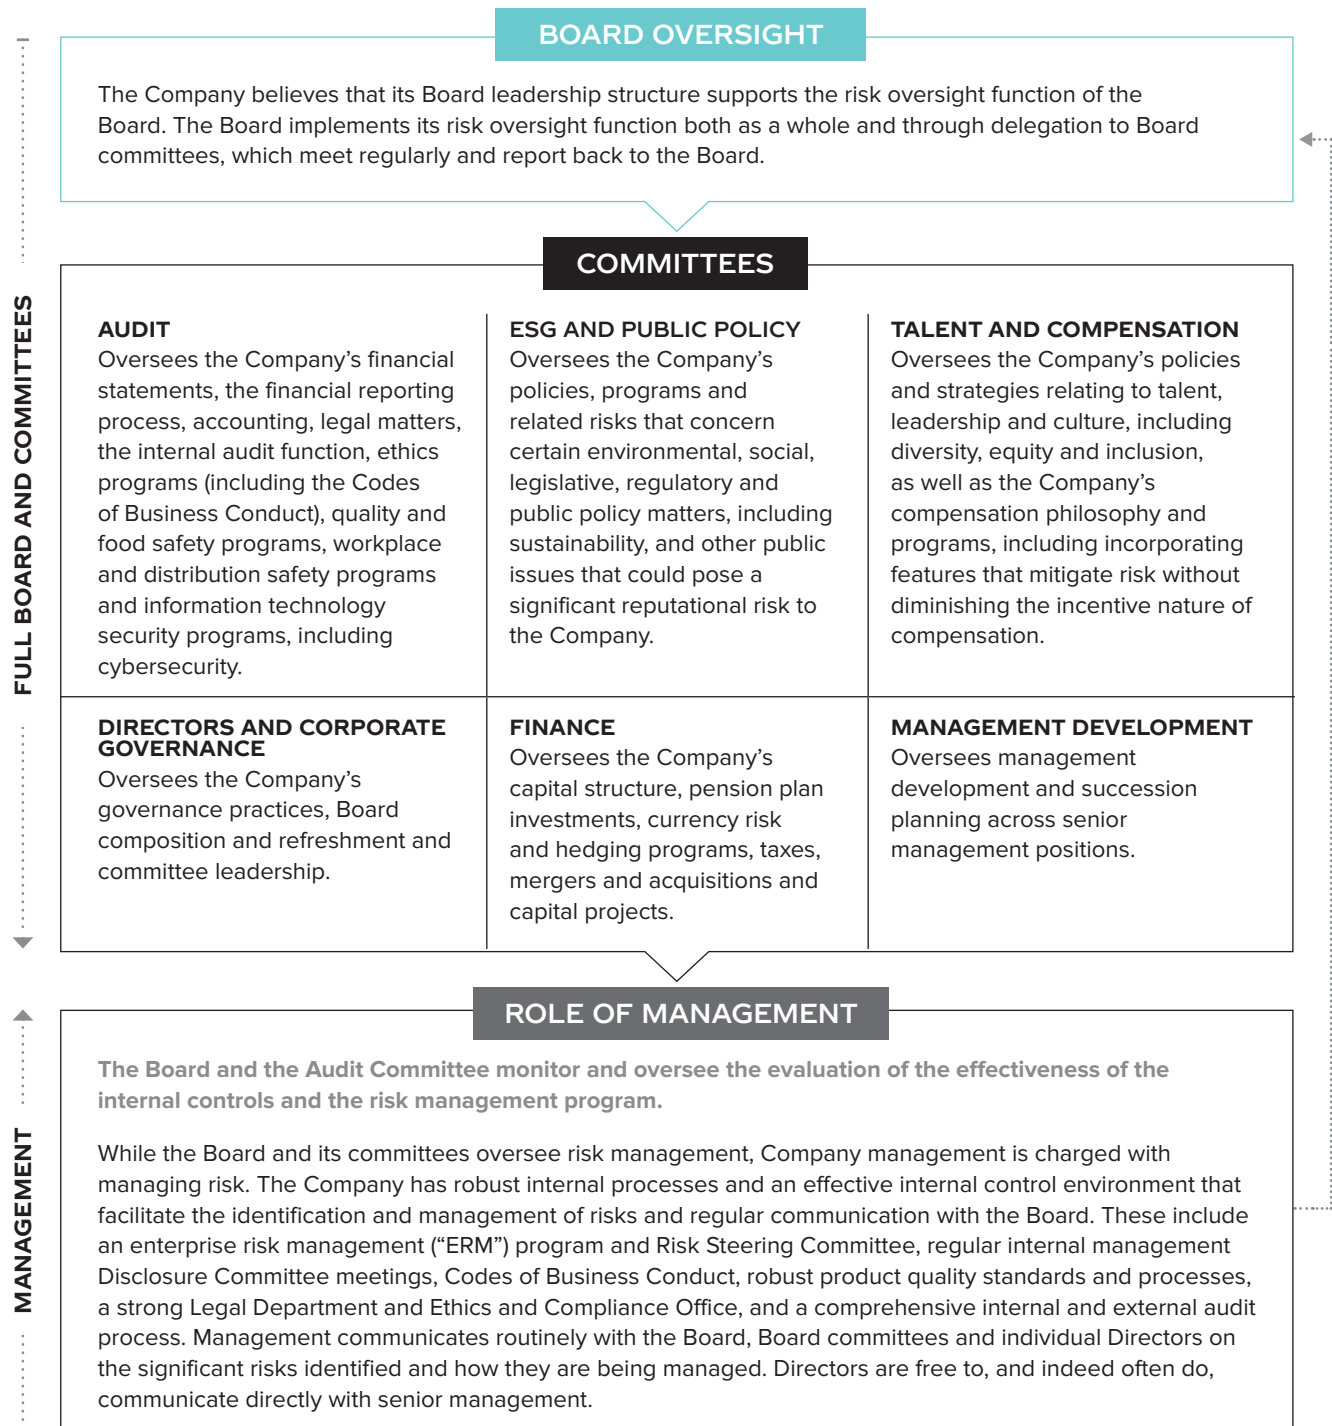 BOARD OVERSIGHT
The Company believes that its Board leadership structure supports the risk oversight function of the
Board. The Board implements its risk oversight function both as a whole and through delegation to Board
committees, which meet regularly and report back to the Board.
FULL BOARD AND COMMITTEES
COMMITTEES
AUDIT
Oversees the Company’s financial
statements, the financial reporting
process, accounting, legal matters,
the internal audit function, ethics
programs (including the Codes
of Business Conduct), quality and
food safety programs, workplace
and distribution safety programs
and information technology
security programs, including
cybersecurity.
ESG AND PUBLIC POLICY
Oversees the Company’s
policies, programs and
related risks that concern
certain environmental, social,
legislative, regulatory and
public policy matters, including
sustainability, and other public
issues that could pose a
significant reputational risk to
the Company.
TALENT AND COMPENSATION
Oversees the Company’s policies
and strategies relating to talent,
leadership and culture, including
diversity, equity and inclusion,
as well as the Company’s
compensation philosophy and
programs, including incorporating
features that mitigate risk without
diminishing the incentive nature of
compensation.
DIRECTORS AND CORPORATE
GOVERNANCE
Oversees the Company’s
governance practices, Board
composition and refreshment and
committee leadership.
FINANCE
Oversees the Company’s
capital structure, pension plan
investments, currency risk
and hedging programs, taxes,
mergers and acquisitions and
capital projects.
MANAGEMENT DEVELOPMENT
Oversees management
development and succession
planning across senior
management positions.
MANAGEMENT
ROLE OF MANAGEMENT
The Board and the Audit Committee monitor and oversee the evaluation of the effectiveness of the
internal controls and the risk management program.
While the Board and its committees oversee risk management, Company management is charged with
managing risk. The Company has robust internal processes and an effective internal control environment that
facilitate the identification and management of risks and regular communication with the Board. These include
an enterprise risk management (“ERM”) program and Risk Steering Committee, regular internal management
Disclosure Committee meetings, Codes of Business Conduct, robust product quality standards and processes,
a strong Legal Department and Ethics and Compliance Office, and a comprehensive internal and external audit
process. Management communicates routinely with the Board, Board committees and individual Directors on
the significant risks identified and how they are being managed. Directors are free to, and indeed often do,
communicate directly with senior management.